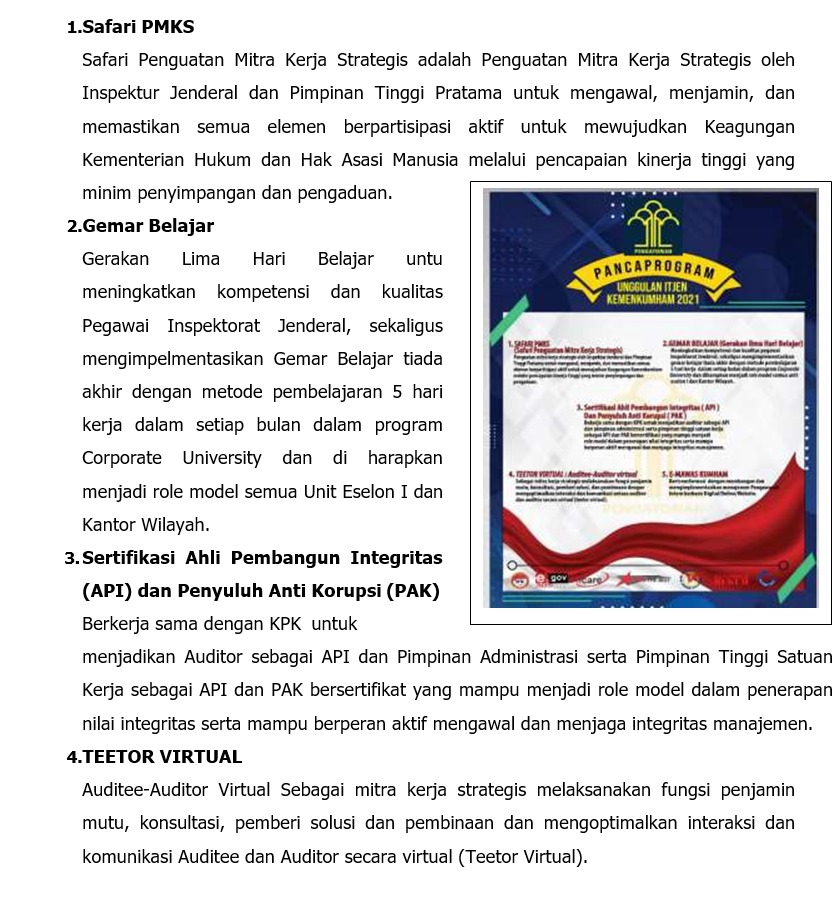 1.Safari PMKS
Safari Penguatan Mitra Kerja Strategis adalah Penguatan Mitra Kerja Strategis oleh
Inspektur Jenderal dan Pimpinan Tinggi Pratama untuk mengawal, menjamin, dan
memastikan semua elemen berpartisipasi aktif untuk mewujudkan Keagungan
Kementerian Hukum dan Hak Asasi Manusia melalui pencapaian kinerja tinggi yang
minim penyimpangan dan pengaduan.
2.Gemar Belajar
Gerakan Lima Hari Belajar untu
meningkatkan kompetensi dan kualitas
Pegawai Inspektorat Jenderal, sekaligus
mengimpelmentasikan Gemar Belajar tiada
akhir dengan metode pembelajaran 5 hari
kerja dalam setiap bulan dalam program
Corporate University dan di harapkan
menjadi role model semua Unit Eselon I dan
Kantor Wilayah.
3.Sertifikasi Ahli Pembangun Integritas
(API) dan Penyuluh Anti Korupsi (PAK)
Berkerja sama dengan KPK untuk
menjadikan Auditor sebagai API dan Pimpinan Administrasi serta Pimpinan Tinggi Satuan
Kerja sebagai API dan PAK bersertifikat yang mampu menjadi role model dalam penerapan
nilai integritas serta mampu berperan aktif mengawal dan menjaga integritas manajemen.
4.TEETOR VIRTUAL
Auditee-Auditor Virtual Sebagai mitra kerja strategis melaksanakan fungsi penjamin
mutu, konsultasi, pemberi solusi dan pembinaan dan mengoptimalkan interaksi dan
komunikasi Auditee dan Auditor secara virtual (Teetor Virtual).
PENGAYOMAN
PANCAPROGRAM
UNGGULAN ITJEN
KEMENKUMHAM 2021
1. SAFARI PMKS
(Safari Penguatan Mitra Kerja Strategis)
2.GEMAR BELAJAR (Gerakan Ilmu Hari Belajar)
3. Sertifikasi Ahli Pembangun Integritas ( API )
Dan Penyuluh Anti Korupsi ( PAK )
4. TEETOR VIRTUAL : Auditee-Auditor virtual
5. E-MAWAS KUMHAM
gov